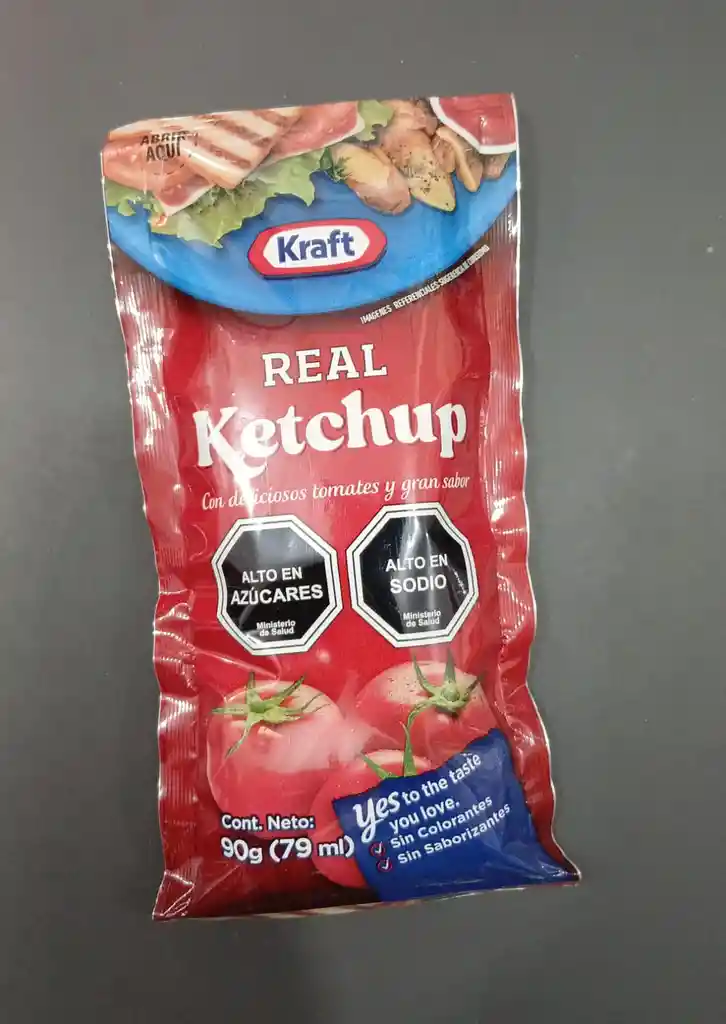 ABRIR
AQUÍ
Kraft
IMAGENES REFERENCIALES SUGERENCIA DE CONSUMO
REAL
Ketchup
Con deliciosos tomates y gran sabor
ALTO EN
AZÚCARES
Ministerio
de Salud
ALTO EN
SODIO
Ministerio
de Salud
Cont. Neto:
90g (79 ml)
Yes to the taste
you love.
Sin Colorantes
Sin Saborizantes